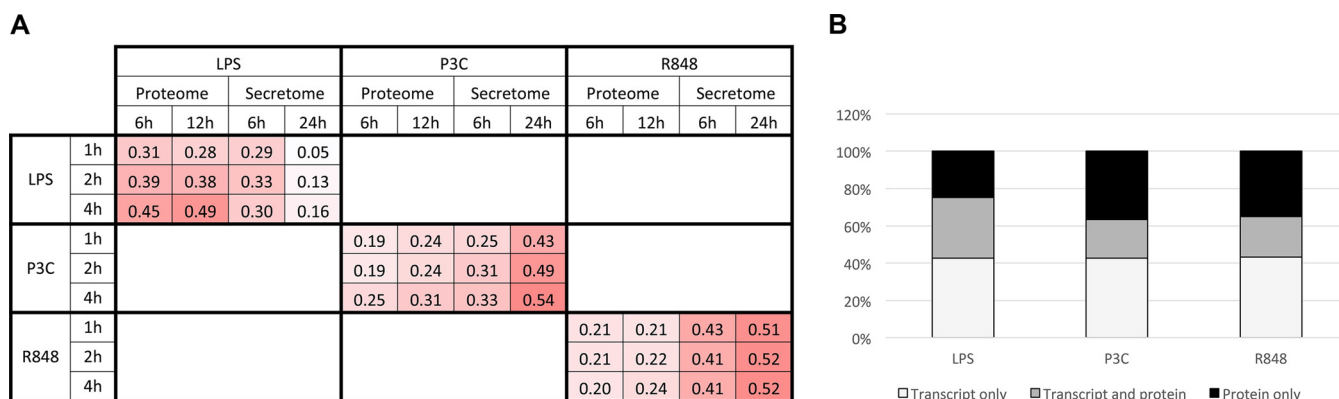 A
B
LPS P3C R848
Proteome Secretome Proteome Secretome Proteome Secretome
6h 12h 6h 24h 6h 12h 6h 24h 6h 12h 6h 24h
LPS
1h 0.31 0.28 0.29 0.05
2h 0.39 0.38 0.33 0.13
4h 0.45 0.49 0.30 0.16
P3C
1h 0.19 0.24 0.25 0.43
2h 0.19 0.24 0.31 0.49
4h 0.25 0.31 0.33 0.54
R848
1h 0.21 0.21 0.43 0.51
2h 0.21 0.22 0.41 0.52
4h 0.20 0.24 0.41 0.52
120%
100%
80%
60%
40%
20%
0%
LPS P3C R848
Transcript only Transcript and protein Protein only